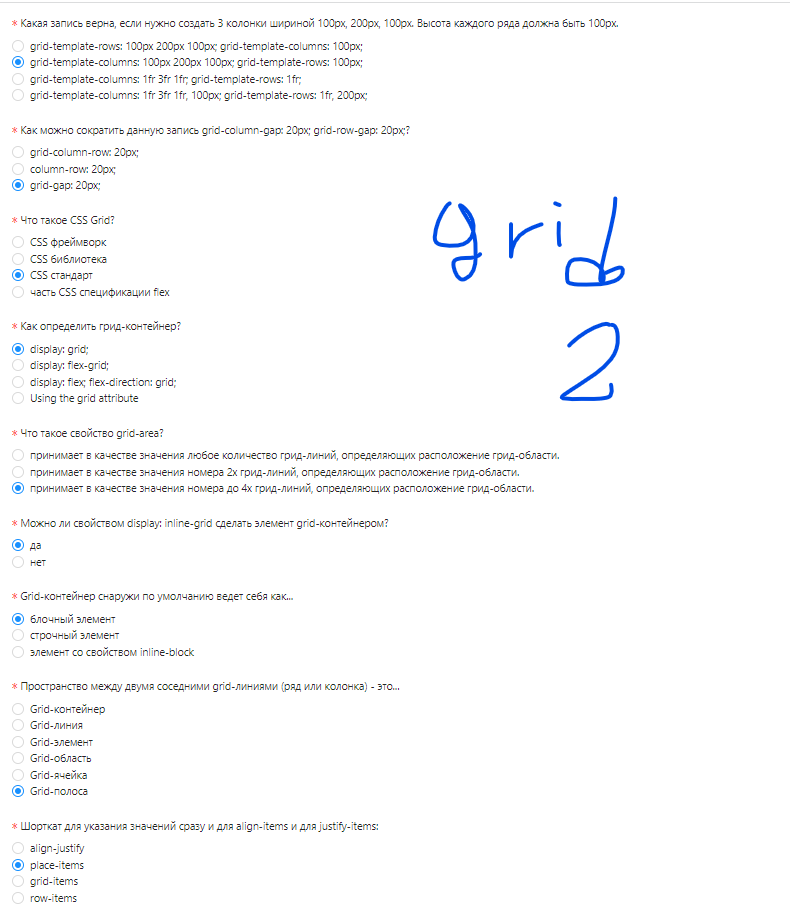 * Какая запись верна, если нужно создать 3 колонки шириной 100px, 200px, 100px. Высота каждого ряда должна быть 100px.
grid-template-rows: 100px 200px 100px; grid-template-columns: 100px;
grid-template-columns: 100px 200px 100px; grid-template-rows: 100px;
grid-template-columns: 1fr 3fr 1fr; grid-template-rows: 1fr;
grid-template-columns: 1fr 3fr 1fr, 100px; grid-template-rows: 1fr, 200px;
* Как можно сократить данную запись grid-column-gap: 20px; grid-row-gap: 20px;?
grid-column-row: 20px;
column-row: 20px;
grid-gap: 20px;
* Что такое CSS Grid?
CSS фреймворк
CSS библиотека
CSS стандарт
часть CSS спецификации flex
grid
2
* Как определить грид-контейнер?
display: grid;
display: flex-grid;
display: flex; flex-direction: grid;
Using the grid attribute
* Что такое свойство grid-area?
принимает в качестве значения любое количество грид-линий, определяющих расположение грид-области.
принимает в качестве значения номера 2х грид-линий, определяющих расположение грид-области.
принимает в качестве значения номера до 4х грид-линий, определяющих расположение грид-области.
* Можно ли свойством display: inline-grid сделать элемент grid-контейнером?
да
нет
* Grid-контейнер снаружи по умолчанию ведет себя как...
блочный элемент
строчный элемент
элемент со свойством inline-block
* Пространство между двумя соседними grid-линиями (ряд или колонка) - это...
Grid-контейнер
Grid-линия
Grid-элемент
Grid-область
Grid-ячейка
Grid-полоса
* Шорткат для указания значений сразу и для align-items и для justify-items:
align-justify
place-items
grid-items
row-items